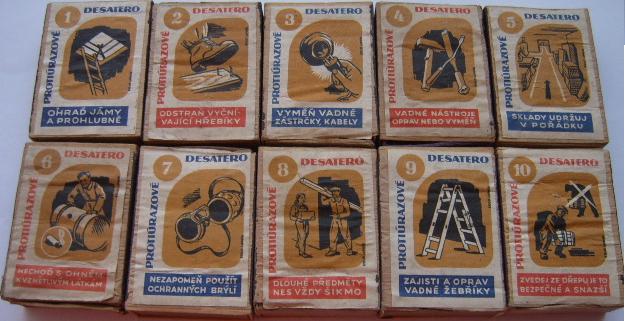 1 DESATERO
PROTIÚRAZOVÉ
OHRAĎ JÁMY
A PROHLUBNĚ
2 DESATERO
PROTIÚRAZOVÉ
ODSTRAŇ VYČNÍ-
VAJÍCÍ HŘEBÍKY
3 DESATERO
PROTIÚRAZOVÉ
VYMĚŇ VADNÉ
ZÁSTRČKY, KABELY
4 DESATERO
PROTIÚRAZOVÉ
VADNÉ NÁSTROJE
OPRAV NEBO VYMĚŇ
5 DESATERO
PROTIÚRAZOVÉ
SKLADY UDRŽUJ
V POŘÁDKU
6 DESATERO
PROTIÚRAZOVÉ
NECHOĎ S OHNĚM
K VZNĚTLIVÝM LÁTKÁM
7 DESATERO
PROTIÚRAZOVÉ
NEZAPOMEŇ POUŽÍT
OCHRANNÝCH BRÝLÍ
8 DESATERO
PROTIÚRAZOVÉ
DLOUHÉ PŘEDMĚTY
NES VŽDY ŠIKMO
9 DESATERO
PROTIÚRAZOVÉ
ZAJISTI A OPRAV
VADNÉ ŽEBŘÍKY
10 DESATERO
PROTIÚRAZOVÉ
ZVEDEJ ZE DŘEPU JE TO
BEZPEČNĚ A SNAZŠÍ